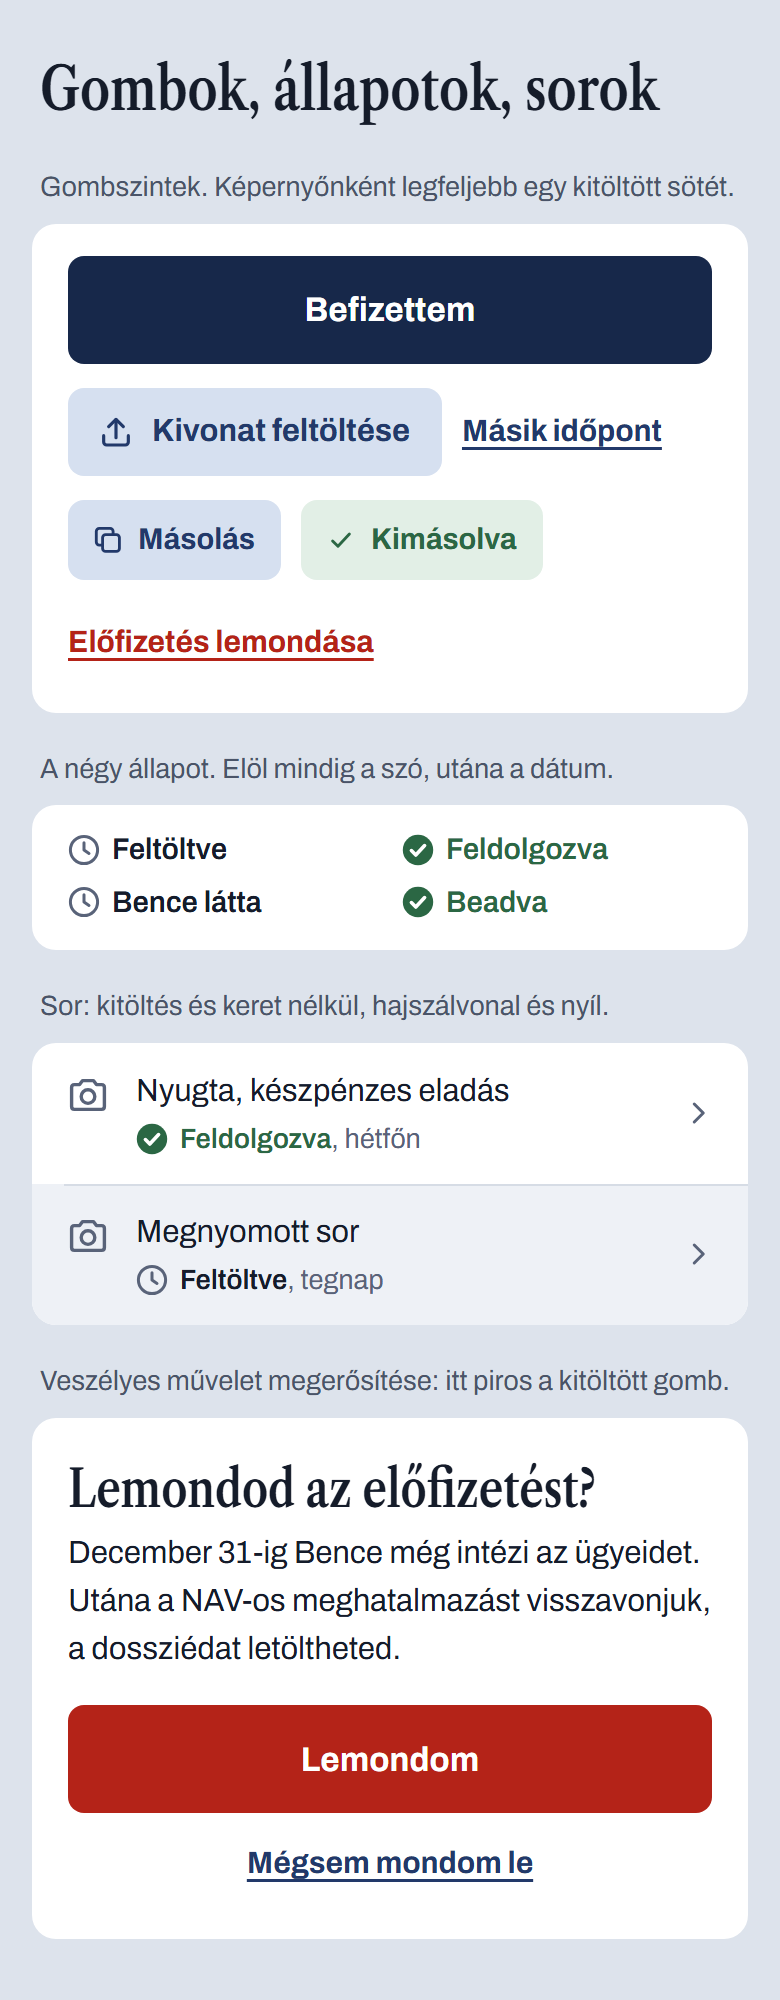 Gombok, állapotok, sorok
Gombszintek. Képernyőnként legfeljebb egy kitöltött sötét.
Befizettem
Kivonat feltöltése
Másik időpont
Másolás
Kimásolva
Előfizetés lemondása
A négy állapot. Elöl mindig a szó, utána a dátum.
Feltöltve
Feldolgozva
Bence látta
Beadva
Sor: kitöltés és keret nélkül, hajszálvonal és nyíl.
Nyugta, készpénzes eladás
Feldolgozva, hétfőn
Megnyomott sor
Feltöltve, tegnap
Veszélyes művelet megerősítése: itt piros a kitöltött gomb.
Lemondod az előfizetést?
December 31-ig Bence még intézi az ügyeidet.
Utána a NAV-os meghatalmazást visszavonjuk,
a dossziédat letöltheted.
Lemondom
Mégsem mondom le